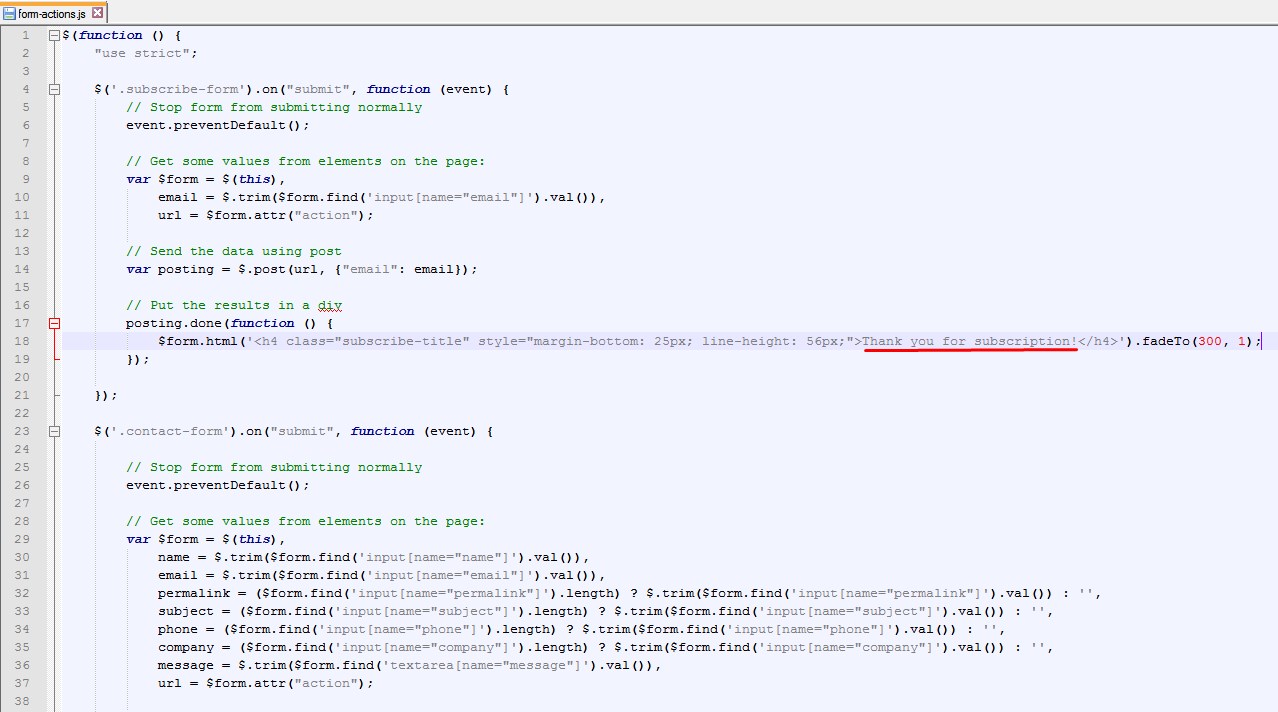 form-actions.js
1 $(function () {
2     "use strict";
3
4     $('.subscribe-form').on("submit", function (event) {
5         // Stop form from submitting normally
6         event.preventDefault();
7
8         // Get some values from elements on the page:
9         var $form = $(this),
10             email = $.trim($form.find('input[name="email"]').val()),
11             url = $form.attr("action");
12
13         // Send the data using post
14         var posting = $.post(url, {"email": email});
15
16         // Put the results in a div
17         posting.done(function () {
18             $form.html('<h4 class="subscribe-title" style="margin-bottom: 25px; line-height: 56px;">Thank you for subscription!</h4>').fadeTo(300, 1);
19         });
20
21     });
22
23     $('.contact-form').on("submit", function (event) {
24
25         // Stop form from submitting normally
26         event.preventDefault();
27
28         // Get some values from elements on the page:
29         var $form = $(this),
30             name = $.trim($form.find('input[name="name"]').val()),
31             email = $.trim($form.find('input[name="email"]').val()),
32             permalink = ($form.find('input[name="permalink"]').length) ? $.trim($form.find('input[name="permalink"]').val()) : '',
33             subject = ($form.find('input[name="subject"]').length) ? $.trim($form.find('input[name="subject"]').val()) : '',
34             phone = ($form.find('input[name="phone"]').length) ? $.trim($form.find('input[name="phone"]').val()) : '',
35             company = ($form.find('input[name="company"]').length) ? $.trim($form.find('input[name="company"]').val()) : '',
36             message = $.trim($form.find('textarea[name="message"]').val()),
37             url = $form.attr("action");
38